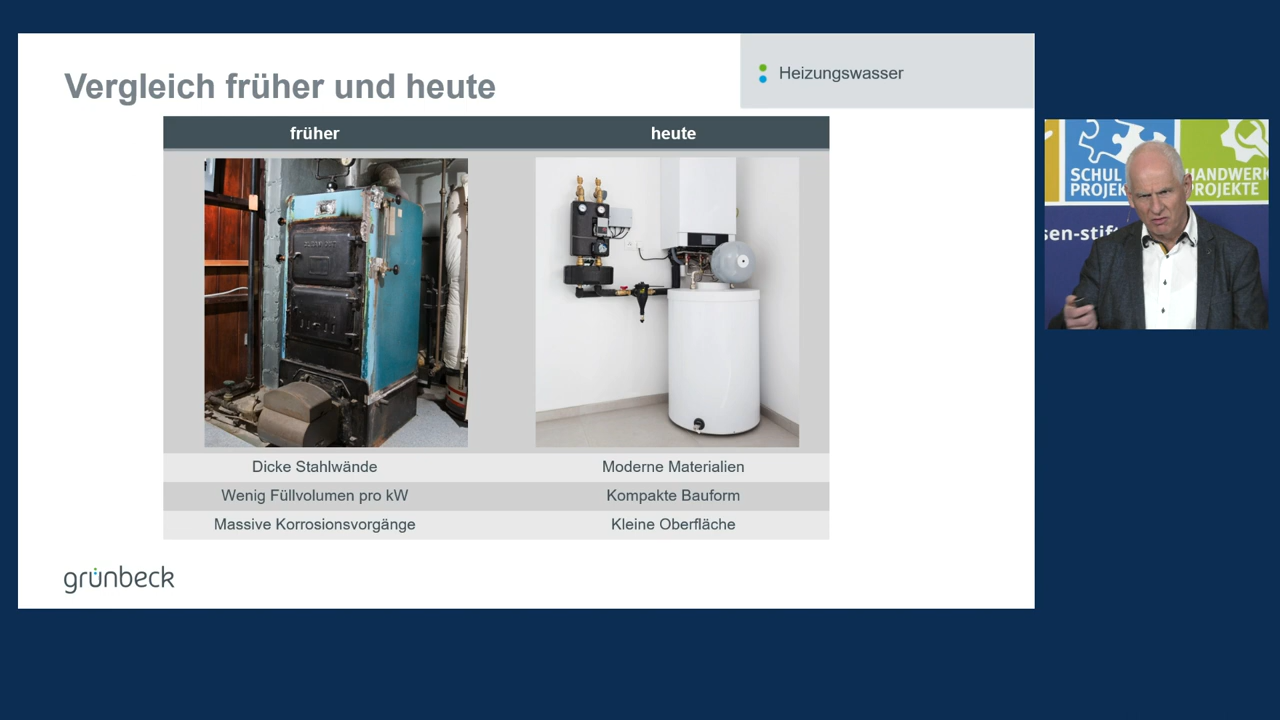 Vergleich früher und heute
Heizungswasser
früher
heute
Dicke Stahlwände
Moderne Materialien
Wenig Füllvolumen pro kW
Kompakte Bauform
Massive Korrosionsvorgänge
Kleine Oberfläche
grünbeck
SCHUL
PROJEK
HANDWERK
PROJEKTE
sen-stif